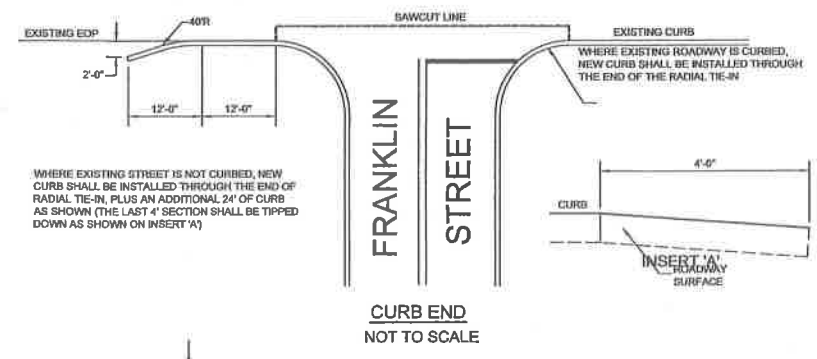 40'R
SAWCUT LINE
EXISTING EOP
EXISTING CURB
WHERE EXISTING ROADWAY IS CURBED,
NEW CURB SHALL BE INSTALLED THROUGH
THE END OF THE RADIAL TIE-IN
2'-0"
12'-0"
12'-0"
WHERE EXISTING STREET IS NOT CURBED, NEW
CURB SHALL BE INSTALLED THROUGH THE END OF
RADIAL TIE-IN, PLUS AN ADDITIONAL 24' OF CURB
AS SHOWN (THE LAST 4' SECTION SHALL BE TIPPED
DOWN AS SHOWN ON INSERT 'A')
FRANKLIN
STREET
4'-0"
CURB
INSERT 'A'
ROADWAY
SURFACE
CURB END
NOT TO SCALE